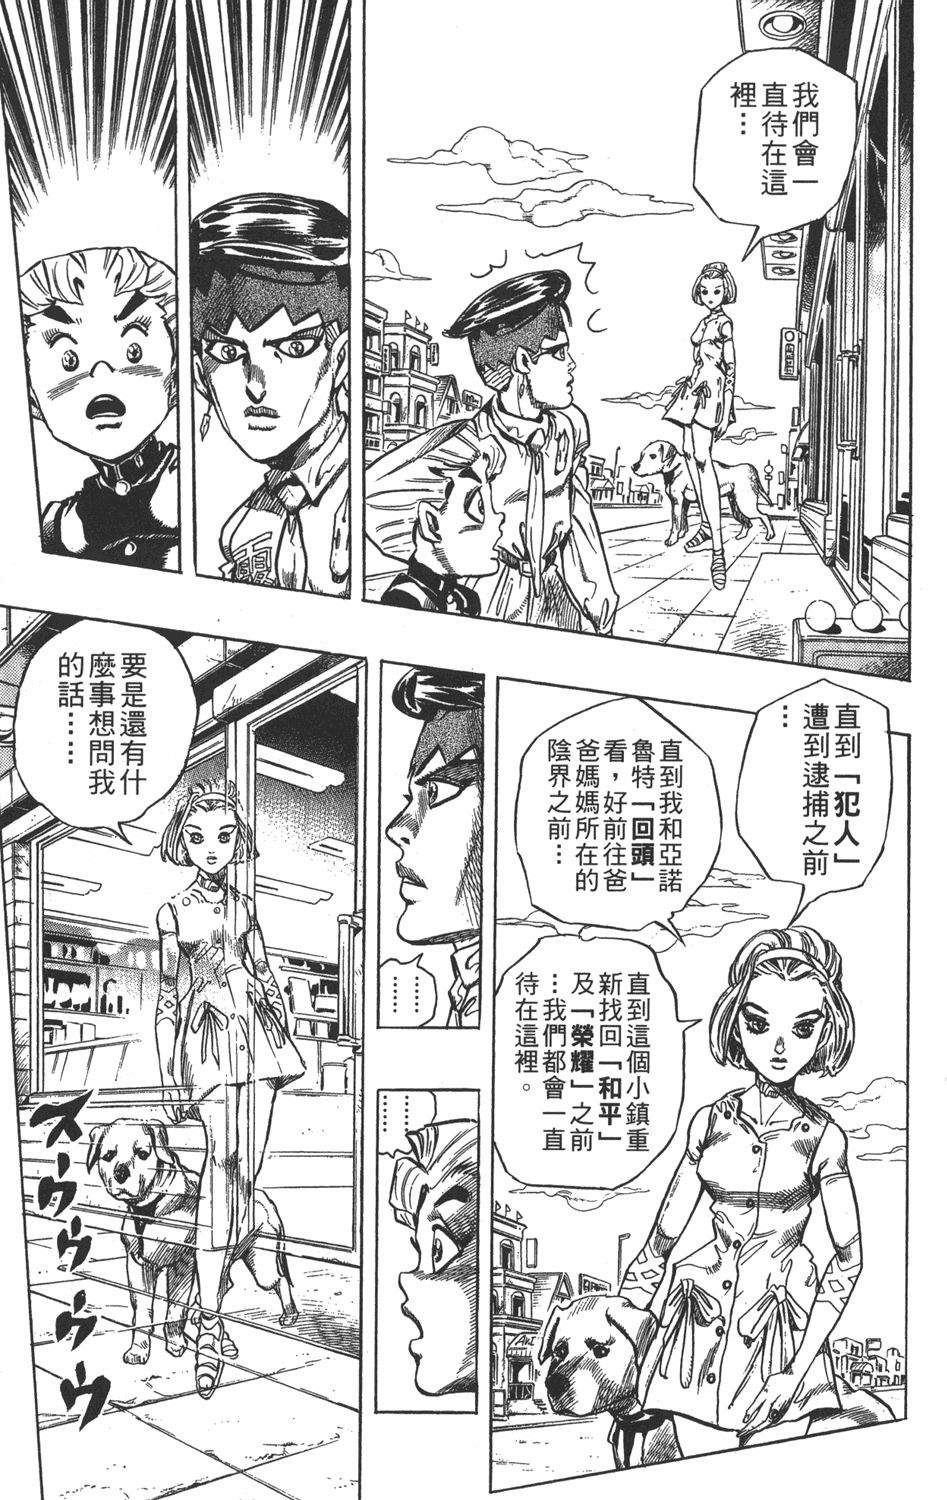 我們會一
直待在這
裡⋯
直到「犯人」
遭到逮捕之前
⋯
直到我和亞諾
魯特「回頭」
看，好前往爸
爸媽媽所在的
陰界之前⋯
直到這個小鎮重
新找回「和平」
及「榮耀」之前
⋯我們都會一直
待在這裡。
⋯⋯
⋯⋯
要是還有什
麼事想問我
的話⋯⋯
スーウゥウゥ